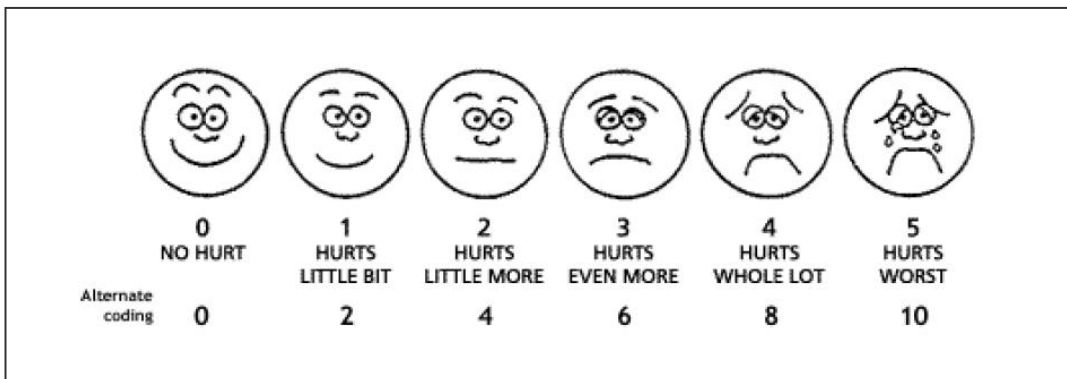 0 1 2 3 4 5
NO HURT HURTS HURTS HURTS HURTS HURTS
LITTLE BIT LITTLE MORE EVEN MORE WHOLE LOT WORST
Alternate
coding 0 2 4 6 8 10